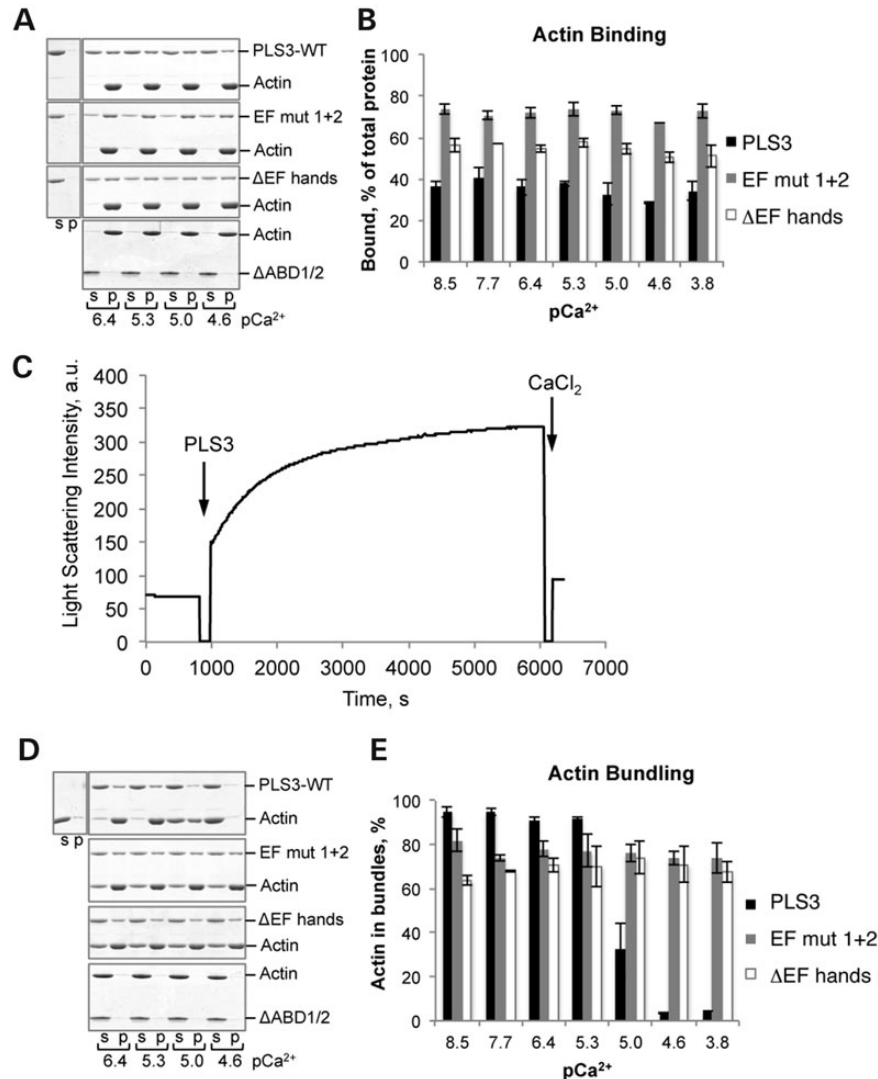 A
PLS3-WT
Actin
EF mut 1+2
Actin
ΔEF hands
s p
Actin
Actin
ΔABD1/2
s p s p s p s p
6.4 5.3 5.0 4.6 pCa²⁺
B
Actin Binding
Bound, % of total protein
100
80
60
40
20
0
8.5 7.7 6.4 5.3 5.0 4.6 3.8
pCa²⁺
PLS3
EF mut 1+2
ΔEF hands
C
Light Scattering Intensity, a.u.
400
350
300
250
200
150
100
50
0
PLS3
CaCl₂
0 1000 2000 3000 4000 5000 6000 7000
Time, s
D
PLS3-WT
Actin
s p
EF mut 1+2
Actin
ΔEF hands
Actin
Actin
ΔABD1/2
s p s p s p s p
6.4 5.3 5.0 4.6 pCa²⁺
E
Actin Bundling
Actin in bundles, %
100
80
60
40
20
0
8.5 7.7 6.4 5.3 5.0 4.6 3.8
pCa²⁺
PLS3
EF mut 1+2
ΔEF hands